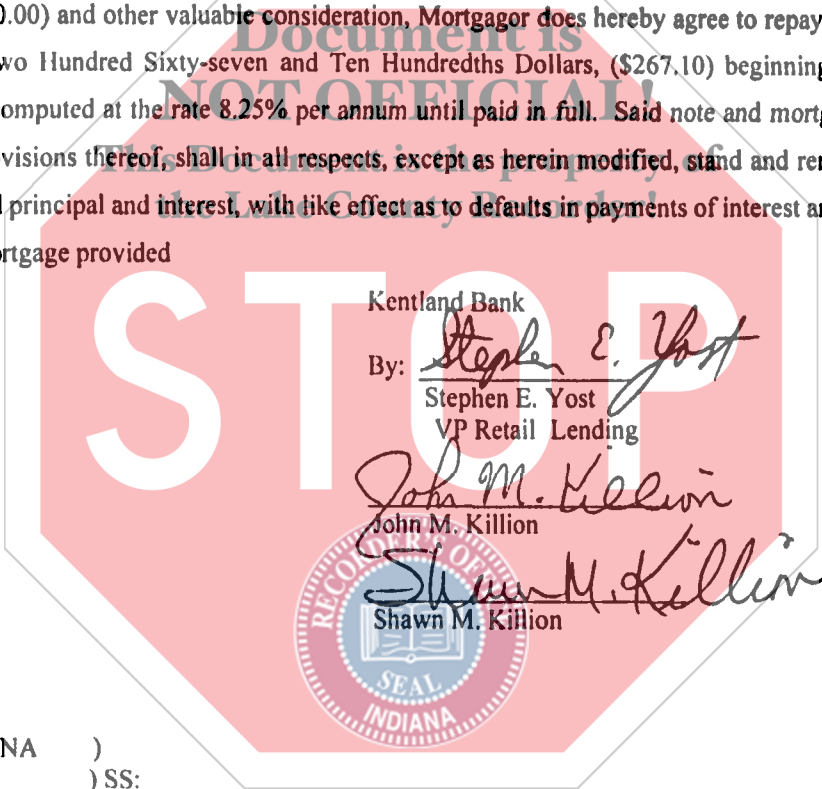 0.00) and other valuable consideration, Mortgagor does hereby agree to repay
Document is
wo Hundred Sixty-seven and Ten Hundredths Dollars, ($267.10) beginning
NOT OFFICIAL!
omputed at the rate 8.25% per annum until paid in full. Said note and mortg
This Document is the property of
visions thereof, shall in all respects, except as herein modified, stand and rer
the Lake County Recorder!
l principal and interest, with like effect as to defaults in payments of interest ar
rtgage provided
STOP
Kentland Bank
By: Stephen E. Yost
Stephen E. Yost
VP Retail Lending
John M. Killion
John M. Killion
Shawn M. Killion
Shawn M. Killion
RECORDER'S OF
SEAL
INDIANA
NA )
) SS: